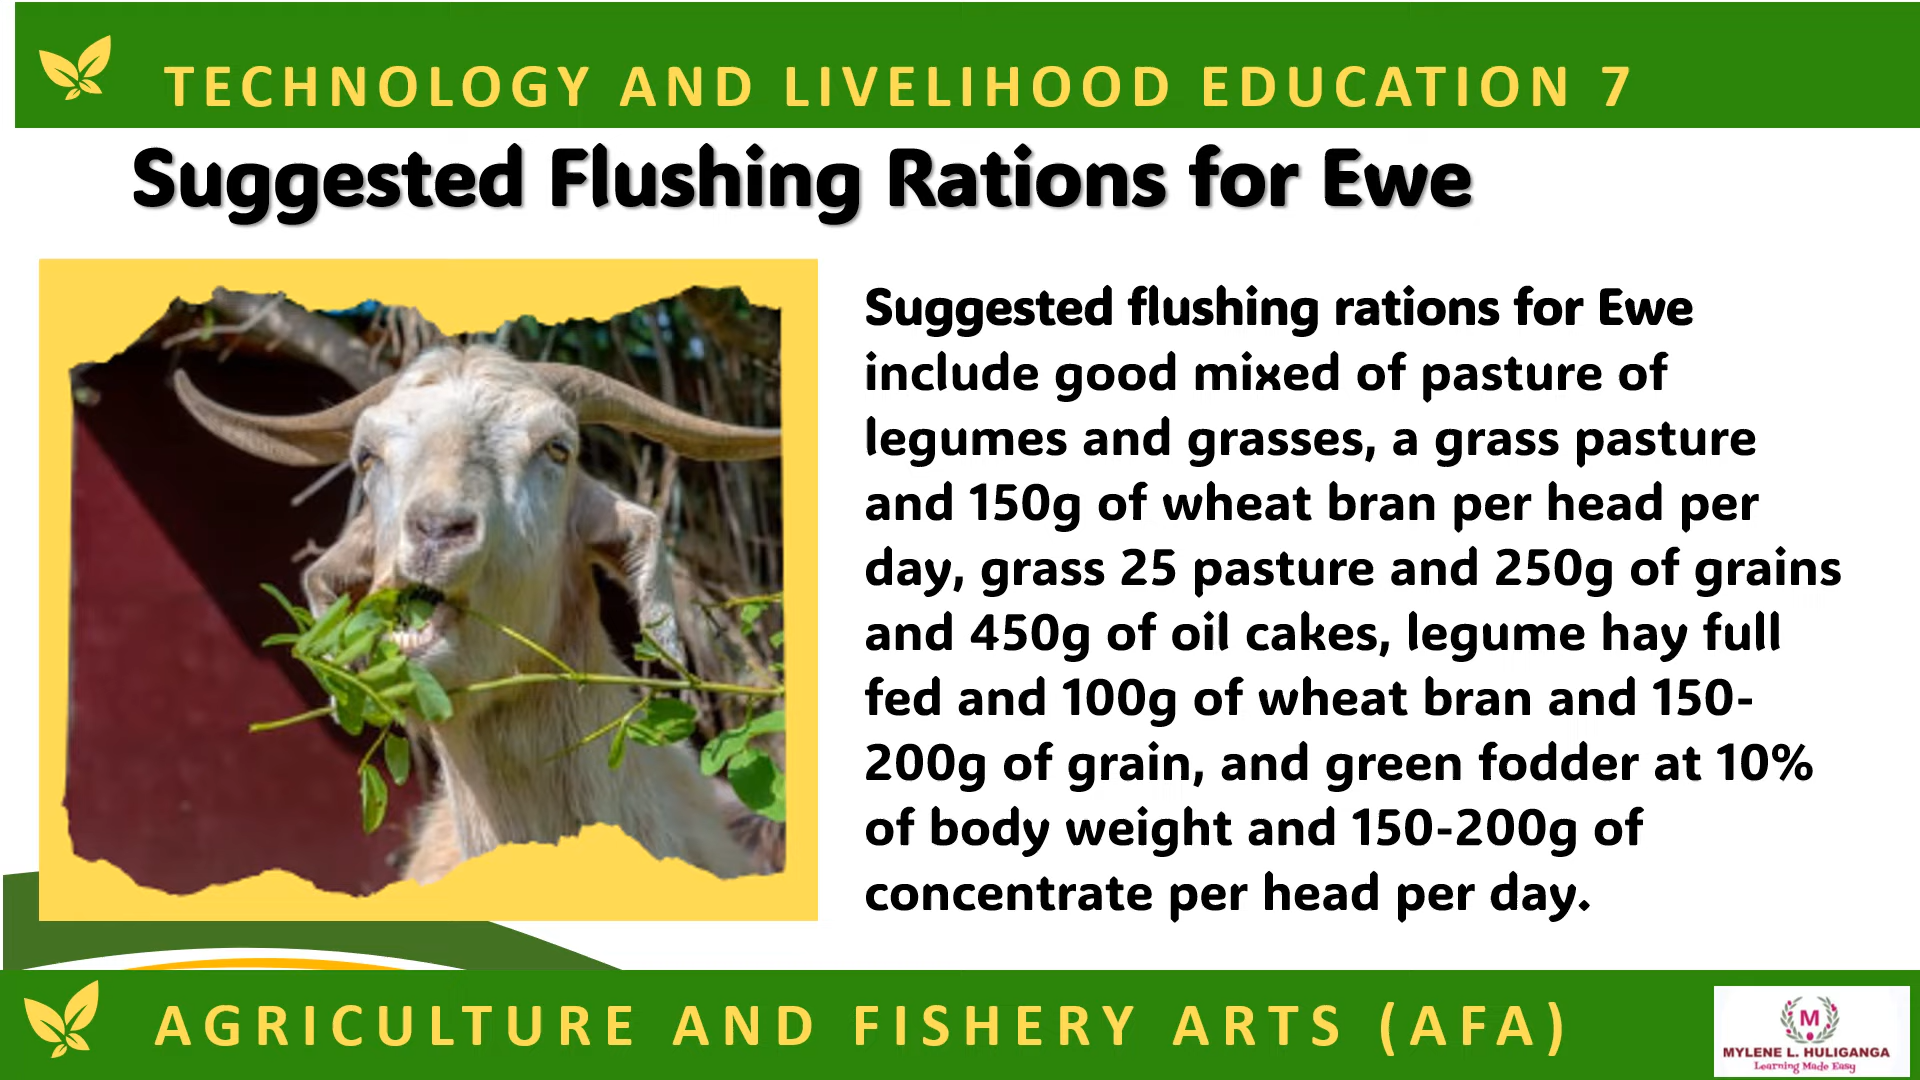 TECHNOLOGY AND LIVELIHOOD EDUCATION 7
Suggested Flushing Rations for Ewe
Suggested flushing rations for Ewe
include good mixed of pasture of
legumes and grasses, a grass pasture
and 150g of wheat bran per head per
day, grass 25 pasture and 250g of grains
and 450g of oil cakes, legume hay full
fed and 100g of wheat bran and 150-
200g of grain, and green fodder at 10%
of body weight and 150-200g of
concentrate per head per day.
AGRICULTURE AND FISHERY ARTS (AFA)
M
MYLENE L. HULIGANGA
Learning Made Easy